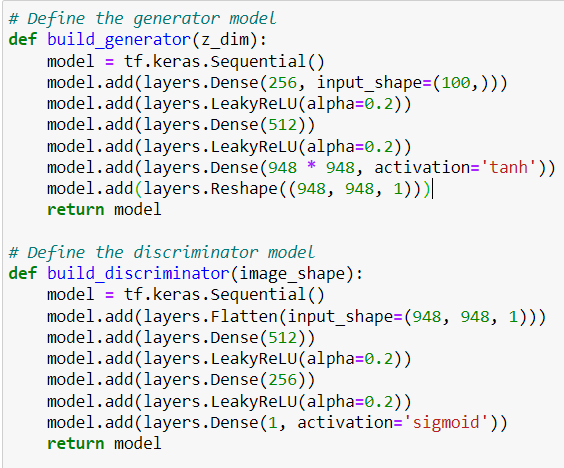 # Define the generator model
def build_generator(z_dim):
    model = tf.keras.Sequential()
    model.add(layers.Dense(256, input_shape=(100,)))
    model.add(layers.LeakyReLU(alpha=0.2))
    model.add(layers.Dense(512))
    model.add(layers.LeakyReLU(alpha=0.2))
    model.add(layers.Dense(948 * 948, activation='tanh'))
    model.add(layers.Reshape((948, 948, 1)))
    return model

# Define the discriminator model
def build_discriminator(image_shape):
    model = tf.keras.Sequential()
    model.add(layers.Flatten(input_shape=(948, 948, 1)))
    model.add(layers.Dense(512))
    model.add(layers.LeakyReLU(alpha=0.2))
    model.add(layers.Dense(256))
    model.add(layers.LeakyReLU(alpha=0.2))
    model.add(layers.Dense(1, activation='sigmoid'))
    return model